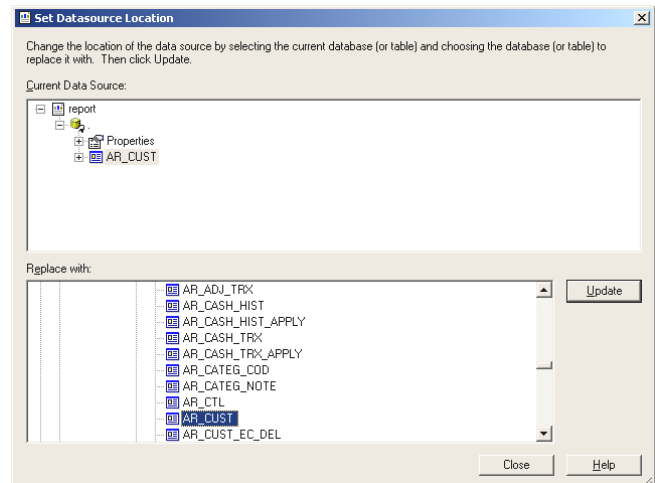 Set Datasource Location
Change the location of the data source by selecting the current database (or table) and choosing the database (or table) to
replace it with. Then click Update.
Current Data Source:
report
.
Properties
AR_CUST
Replace with:
AR_ADJ_TRX
AR_CASH_HIST
AR_CASH_HIST_APPLY
AR_CASH_TRX
AR_CASH_TRX_APPLY
AR_CATEG_COD
AR_CATEG_NOTE
AR_CTL
AR_CUST
AR_CUST_EC_DEL
Update
Close
Help